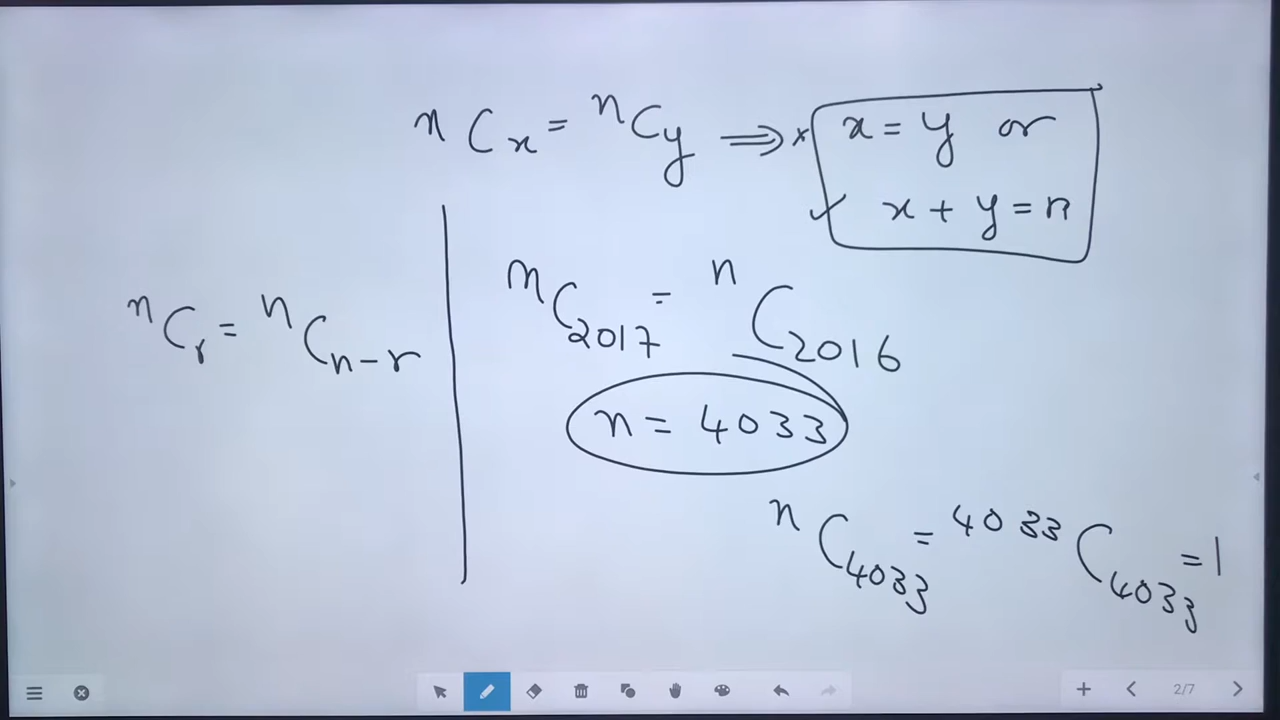 ⁿCₓ = ⁿCy ⟹ × x = y or
✓ x + y = n
ⁿCᵣ = ⁿCₙ₋ᵣ
ⁿC₂₀₁₇ = ⁿC₂₀₁₆
n = 4033
ⁿC₄₀₃₃ = ⁴⁰³³C₄₀₃₃ = 1
2/7